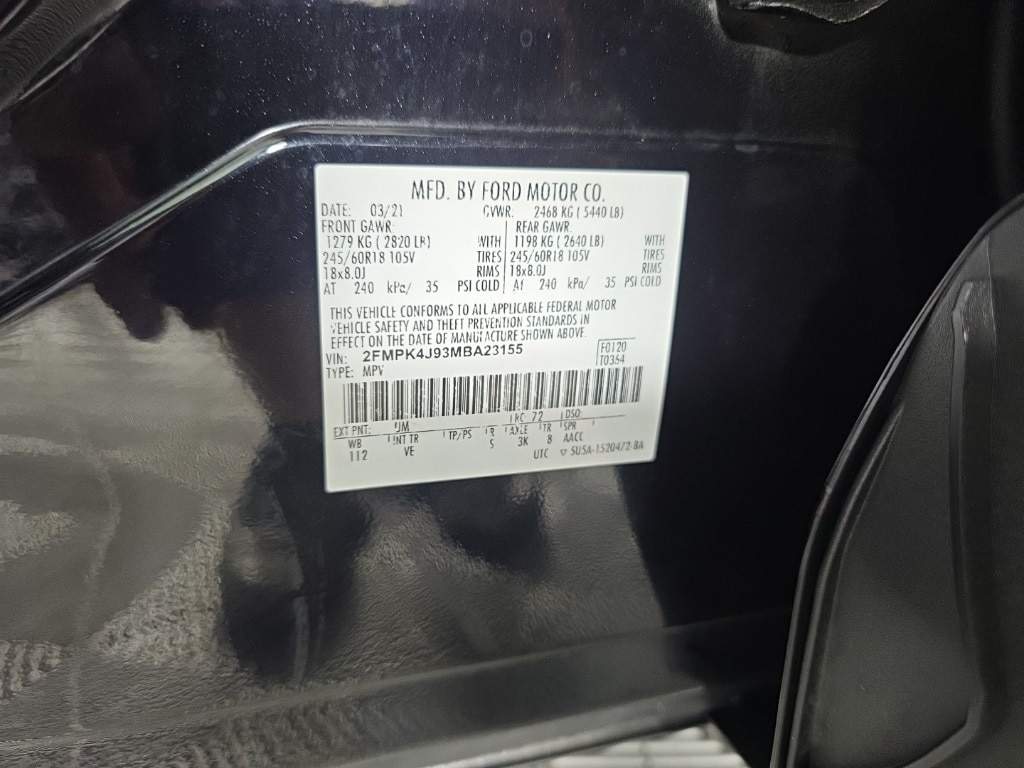 MFD. BY FORD MOTOR CO.
DATE: 03/21 GVWR: 2468 KG ( 5440 LB)
FRONT GAWR: REAR GAWR:
1279 KG ( 2820 LB) WITH 1198 KG ( 2640 LB) WITH
245/60R18 105V TIRES 245/60R18 105V TIRES
18x8.0J RIMS 18x8.0J RIMS
AT 240 kPa/ 35 PSI COLD AT 240 kPa/ 35 PSI COLD
THIS VEHICLE CONFORMS TO ALL APPLICABLE FEDERAL MOTOR
VEHICLE SAFETY AND THEFT PREVENTION STANDARDS IN
EFFECT ON THE DATE OF MANUFACTURE SHOWN ABOVE.
VIN: 2FMPK4J93MBA23155 F0120
TYPE: MPV T0354
EXT PNT: UM RC: 72 DSO:
WB INT TR TP/PS R AXLE TR SPR
112 VE 5 3K 8 AACC
UTC ▽ 5U5A-1520472-BA